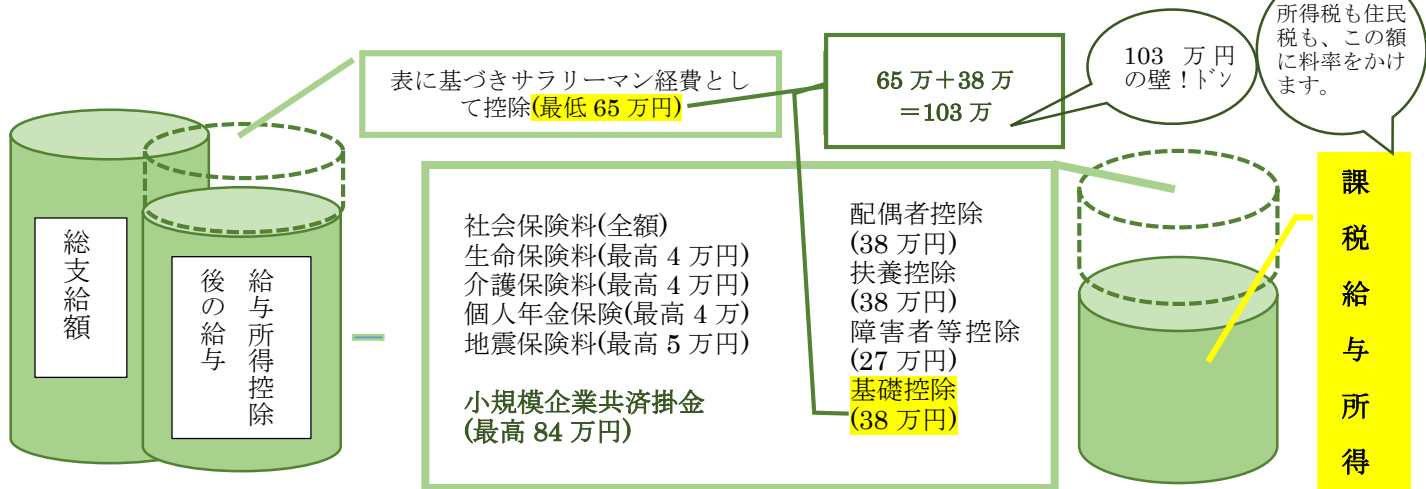 表に基づきサラリーマン経費とし
て控除(最低 65 万円)
65 万＋38 万
＝103 万
103 万円
の壁！ドン
所得税も住民
税も、この額
に料率をかけ
ます。
総支給額
給与所得控除
後の給与
社会保険料(全額)
生命保険料(最高 4 万円)
介護保険料(最高 4 万円)
個人年金保険(最高 4 万)
地震保険料(最高 5 万円)
小規模企業共済掛金
(最高 84 万円)
配偶者控除
(38 万円)
扶養控除
(38 万円)
障害者等控除
(27 万円)
基礎控除
(38 万円)
課税給与所得